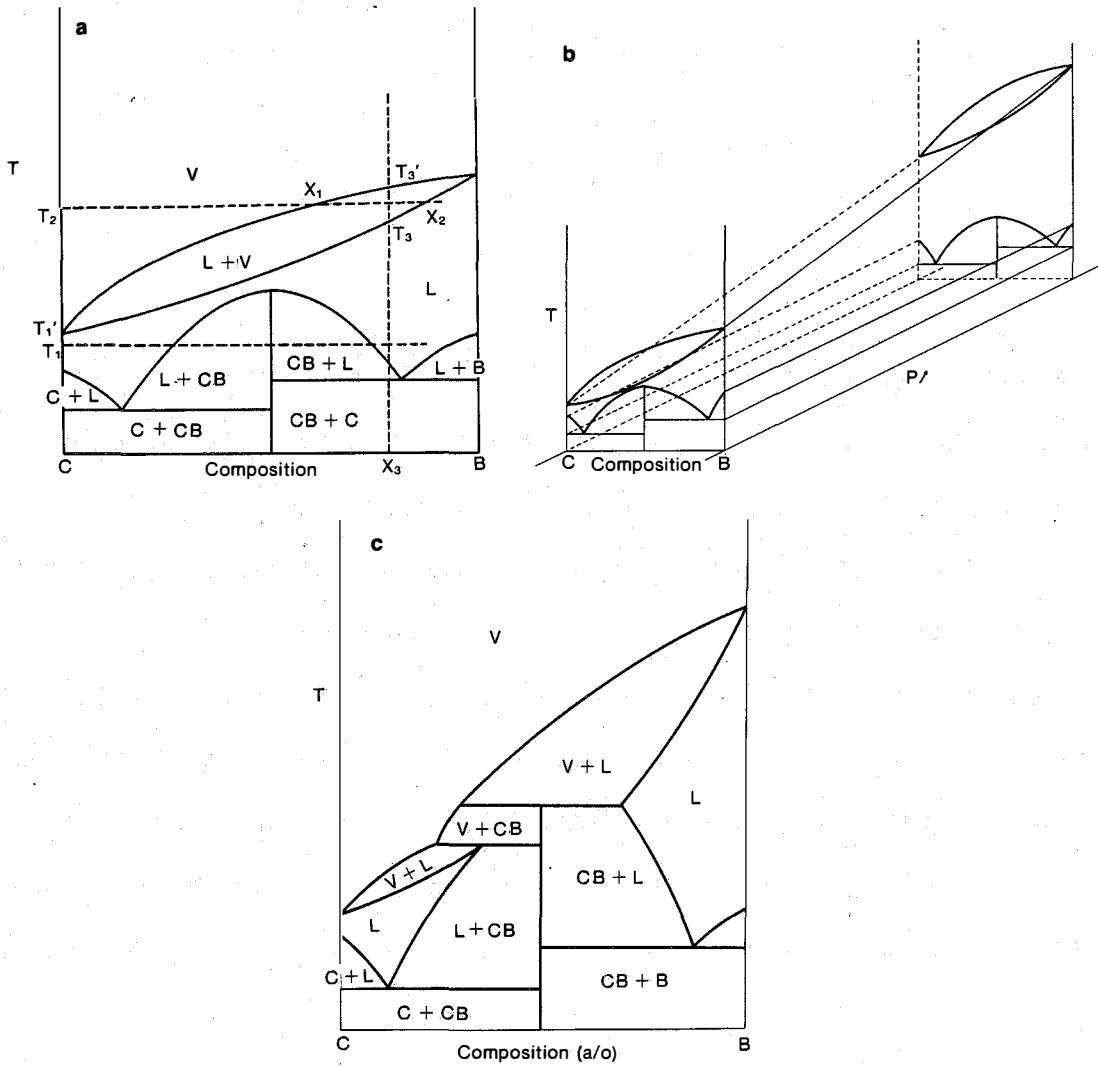 a
T
V
T₂
X₁
T₃'
X₂
T₃
L + V
L
T₁'
T₁
L + CB
CB + L
L + B
C + L
C + CB
CB + C
C
Composition
X₃
B
b
T
P
C
Composition
B
c
V
T
V + L
L
V + CB
V + L
CB + L
L
L + CB
C + L
CB + B
C + CB
C
Composition (a/o)
B